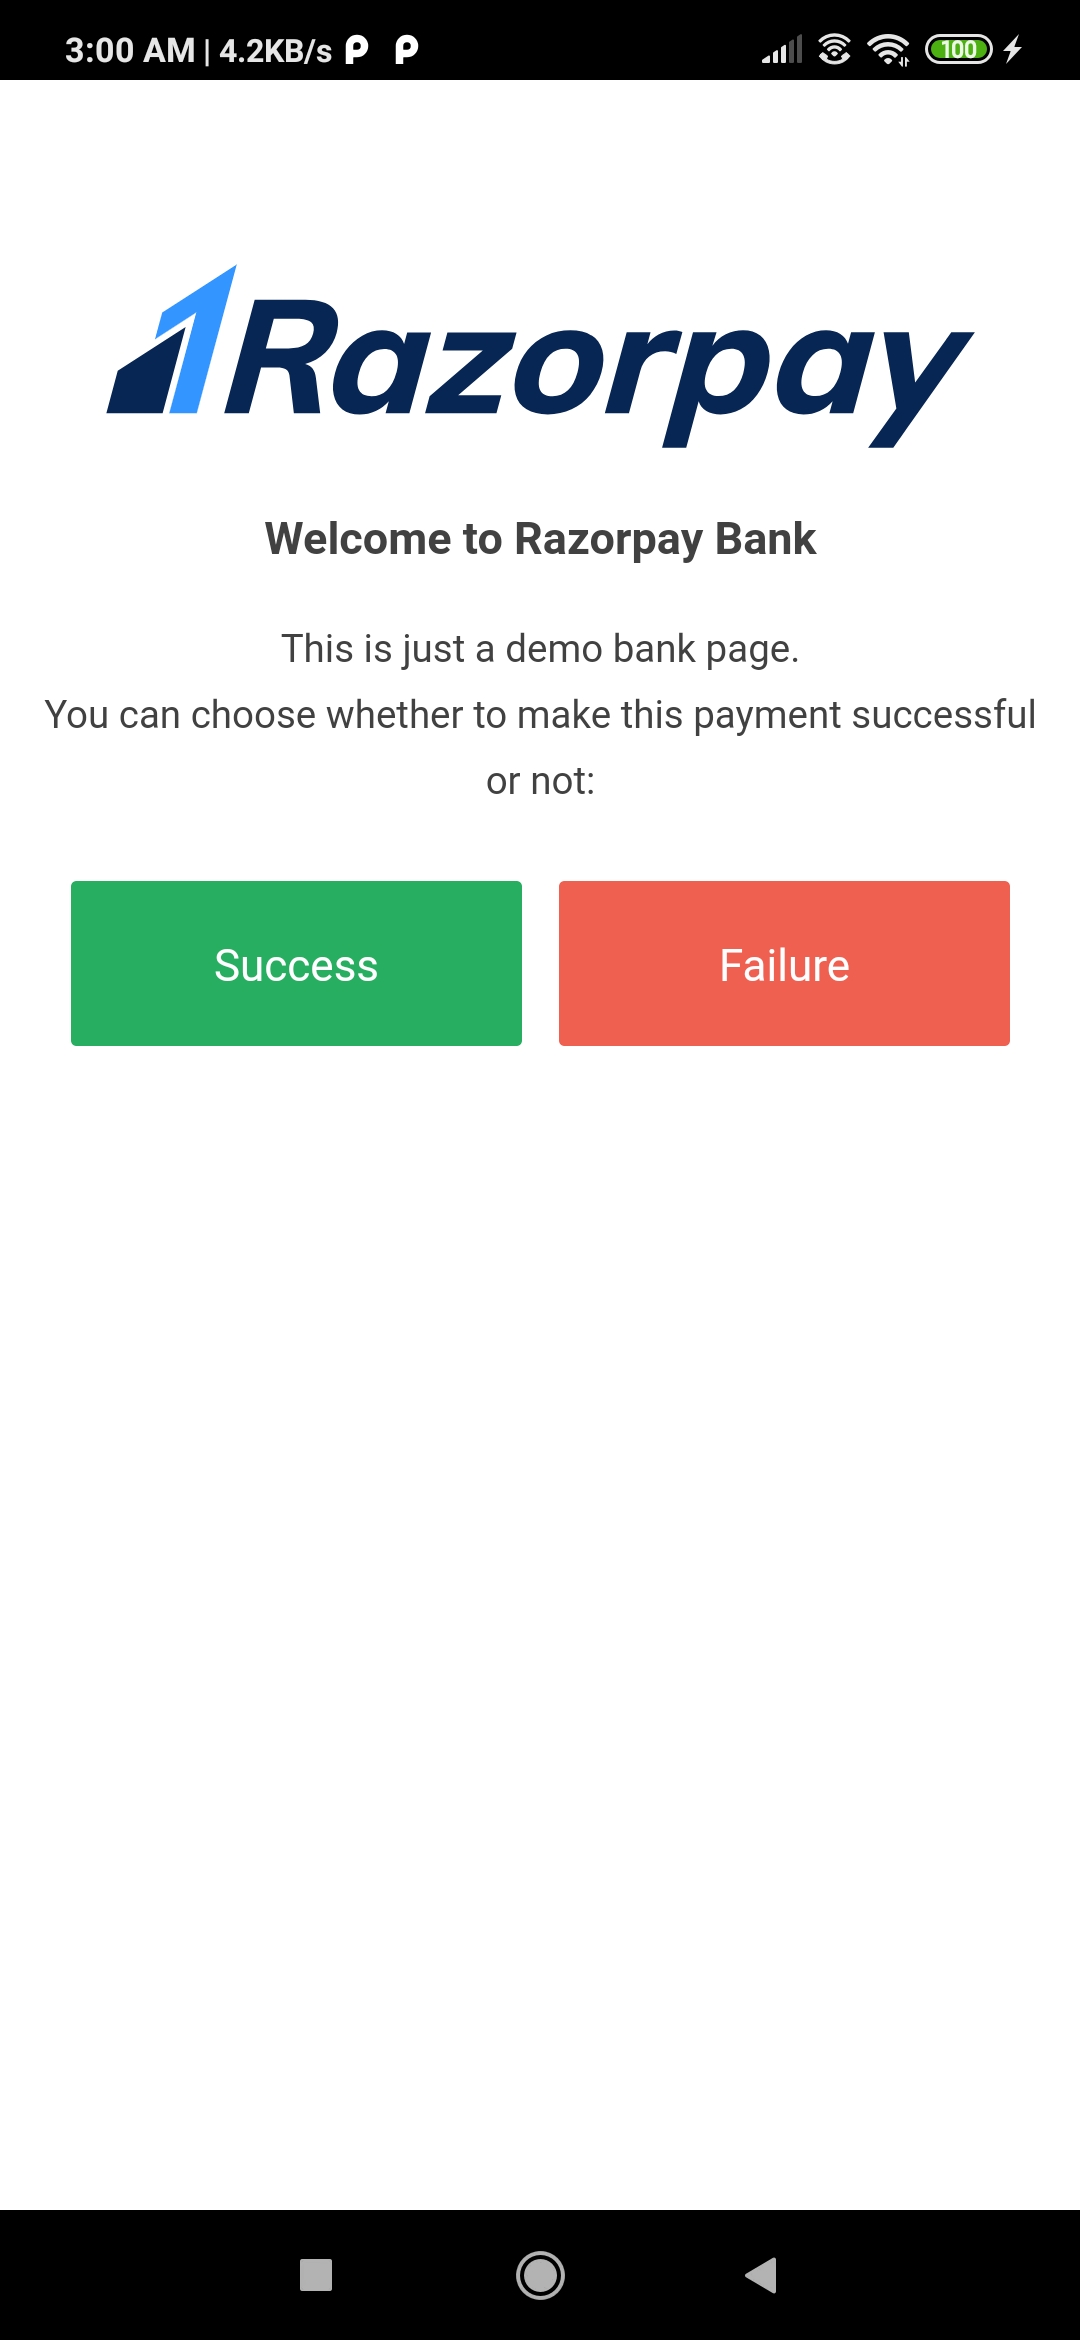 3:00 AM | 4.2KB/s
100
Razorpay
Welcome to Razorpay Bank
This is just a demo bank page.
You can choose whether to make this payment successful
or not:
Success Failure